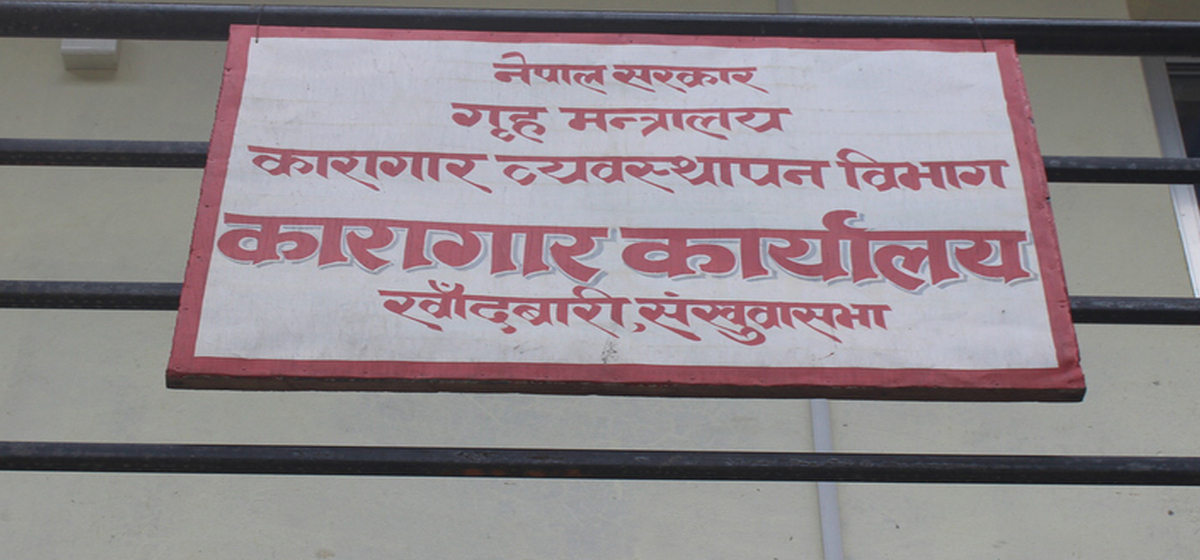 नेपाल सरकार
गृह मन्त्रालय
कारागार व्यवस्थापन विभाग
कारागार कार्यालय
खाँदबारी, संखुवासभा